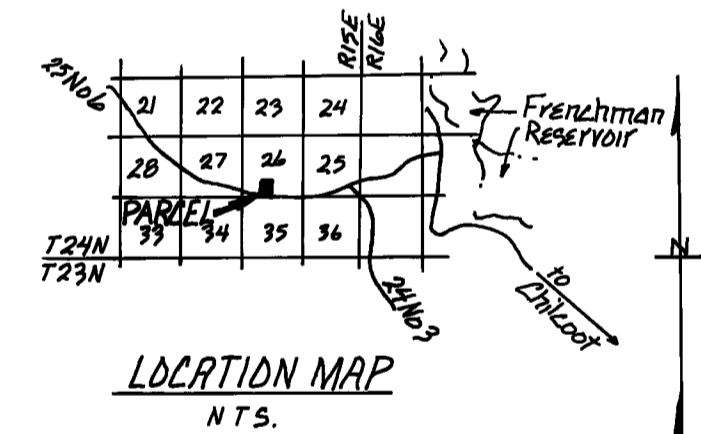 R15E
R16E
25N06
21 22 23 24
Frenchman
Reservoir
28 27 26 25
PARCEL
33 34 35 36
T24N
T23N
24N03
to
Chilcoot
N
LOCATION MAP
NTS.